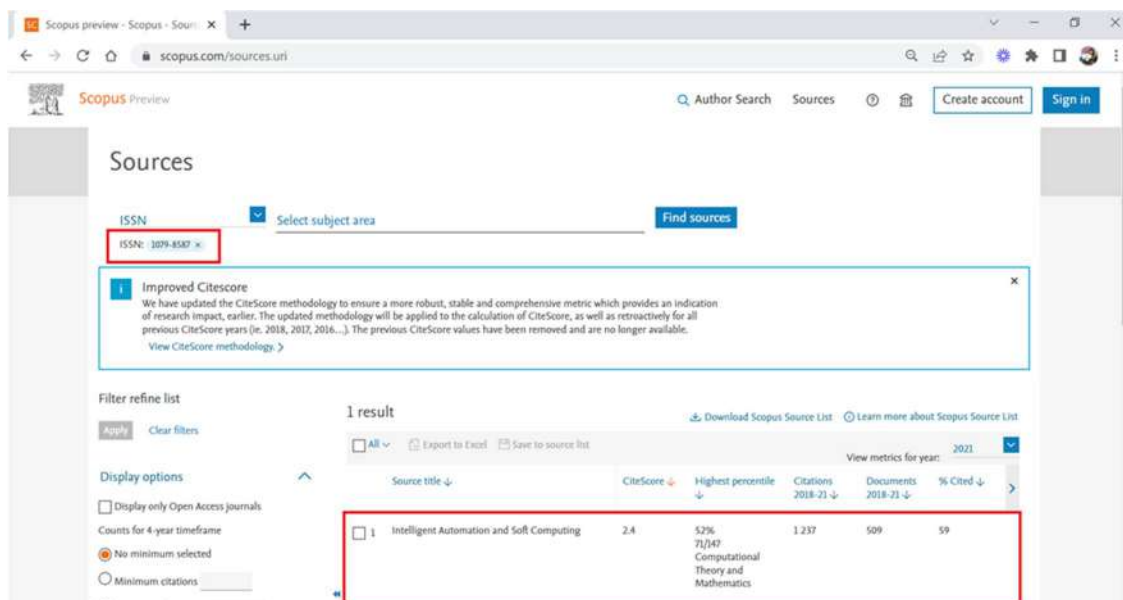 Scopus preview - Scopus - Sour
scopus.com/sources.uri
Scopus Preview
Author Search Sources Create account Sign in
Sources
ISSN Select subject area Find sources
ISSN: 1079-8587 ×
Improved Citescore
We have updated the CiteScore methodology to ensure a more robust, stable and comprehensive metric which provides an indication
of research impact, earlier. The updated methodology will be applied to the calculation of CiteScore, as well as retroactively for all
previous CiteScore years (ie. 2018, 2017, 2016...). The previous CiteScore values have been removed and are no longer available.
View CiteScore methodology. >
Filter refine list
Apply Clear filters
1 result
Download Scopus Source List Learn more about Scopus Source List
All Export to Excel Save to source list
View metrics for year: 2021
Display options
Source title CiteScore Highest percentile Citations 2018-21 Documents 2018-21 % Cited
Display only Open Access journals
Counts for 4-year timeframe
No minimum selected
Minimum citations
1 Intelligent Automation and Soft Computing 2.4 52% 1 237 509 59
71/147
Computational
Theory and
Mathematics